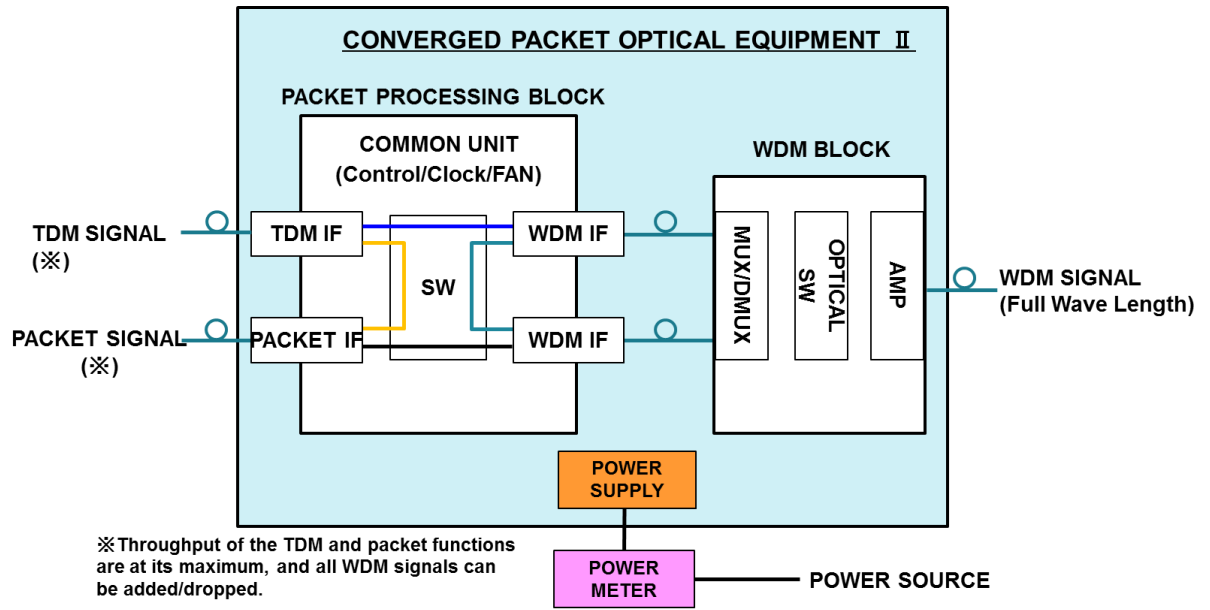 CONVERGED PACKET OPTICAL EQUIPMENT Ⅱ
PACKET PROCESSING BLOCK
COMMON UNIT
(Control/Clock/FAN)
WDM BLOCK
TDM SIGNAL
(※)
TDM IF
WDM IF
SW
PACKET SIGNAL
(※)
PACKET IF
WDM IF
MUX/DMUX
OPTICAL
SW
AMP
WDM SIGNAL
(Full Wave Length)
POWER
SUPPLY
※Throughput of the TDM and packet functions
are at its maximum, and all WDM signals can
be added/dropped.
POWER
METER
POWER SOURCE